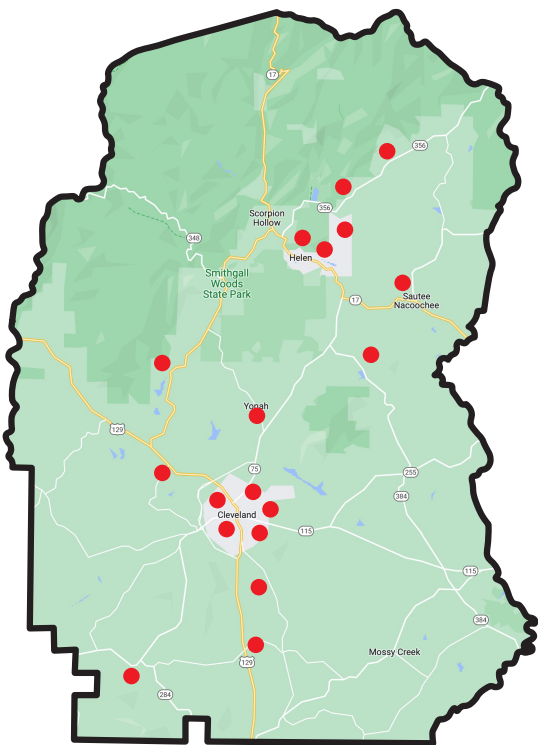 17
356
356
Scorpion
Hollow
348
Helen
Smithgall
Woods
State Park
17
Sautee
Nacoochee
Yonah
129
75
255
384
Cleveland
115
115
384
Mossy Creek
129
284